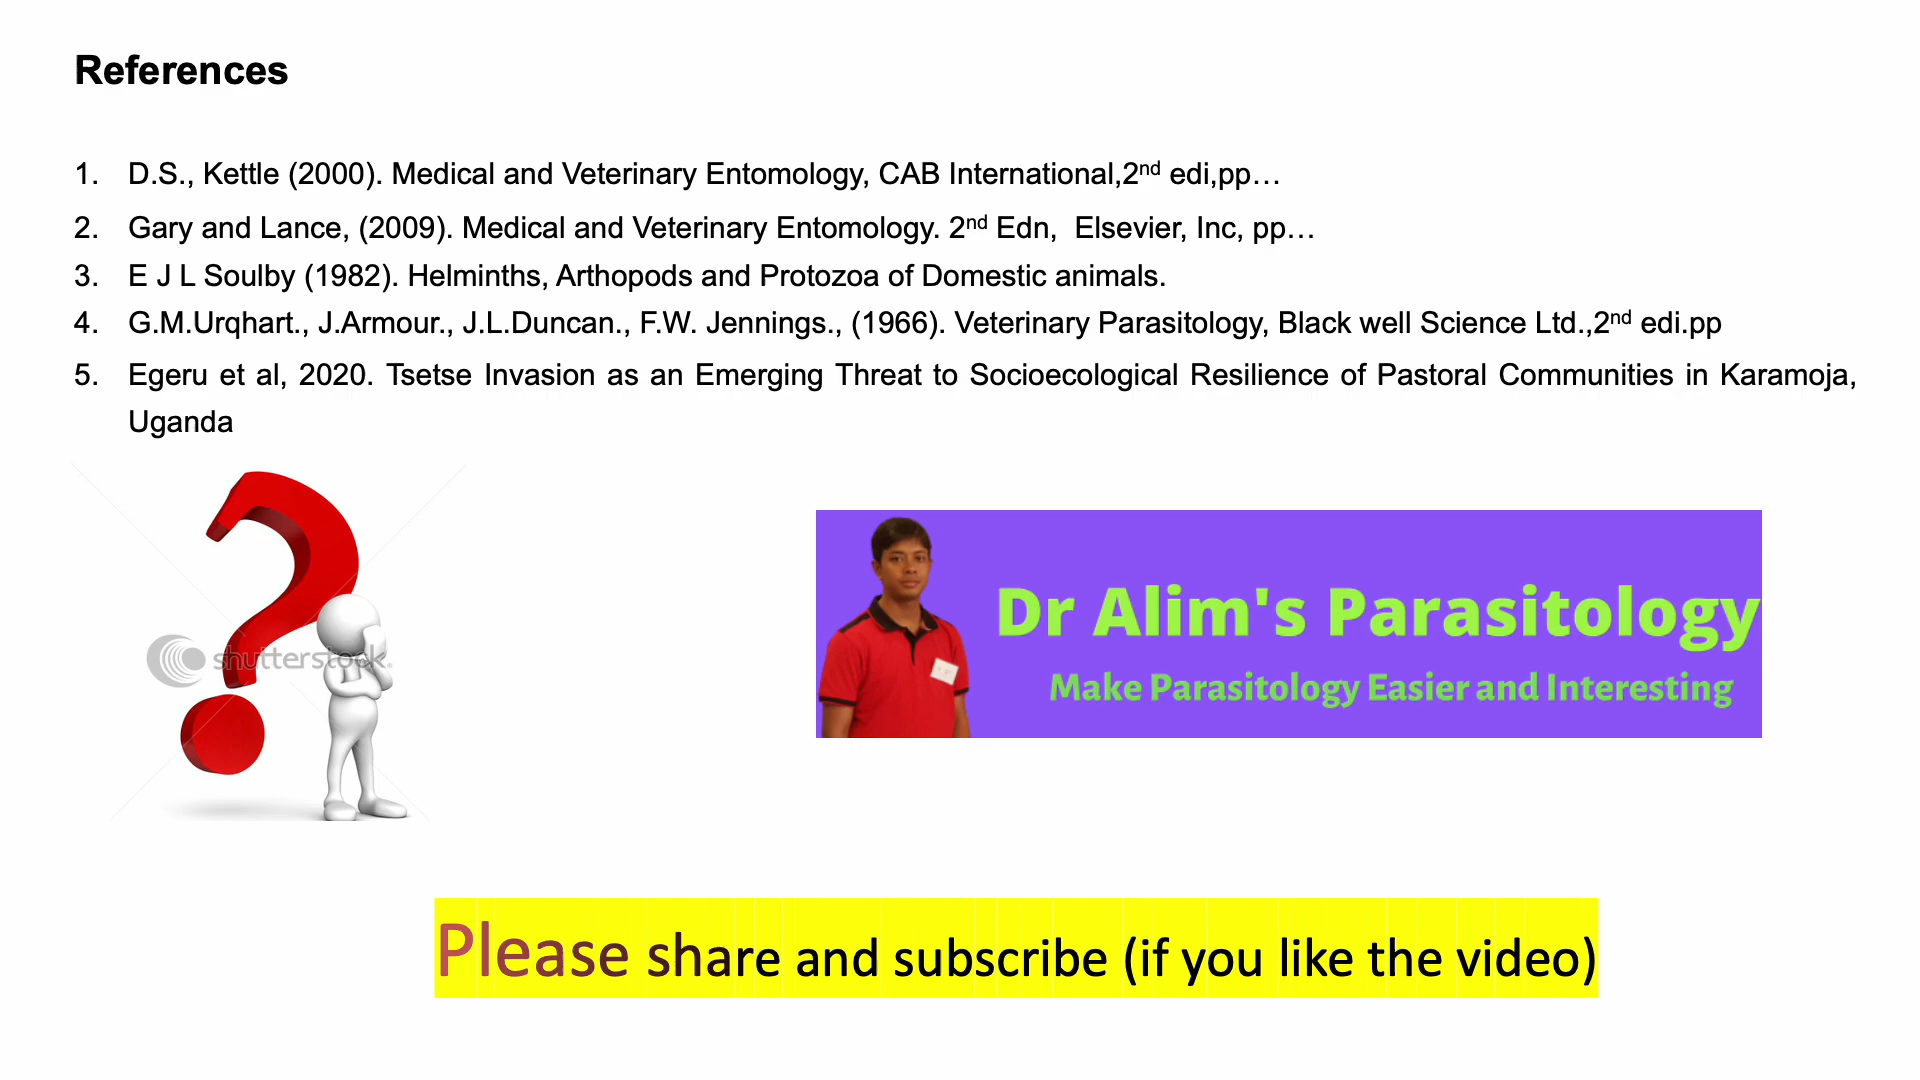 References
1. D.S., Kettle (2000). Medical and Veterinary Entomology, CAB International,2nd edi,pp…
2. Gary and Lance, (2009). Medical and Veterinary Entomology. 2nd Edn, Elsevier, Inc, pp…
3. E J L Soulby (1982). Helminths, Arthopods and Protozoa of Domestic animals.
4. G.M.Urqhart., J.Armour., J.L.Duncan., F.W. Jennings., (1966). Veterinary Parasitology, Black well Science Ltd.,2nd edi.pp
5. Egeru et al, 2020. Tsetse Invasion as an Emerging Threat to Socioecological Resilience of Pastoral Communities in Karamoja,
Uganda
shutterstock.
Dr Alim's Parasitology
Make Parasitology Easier and Interesting
Please share and subscribe (if you like the video)